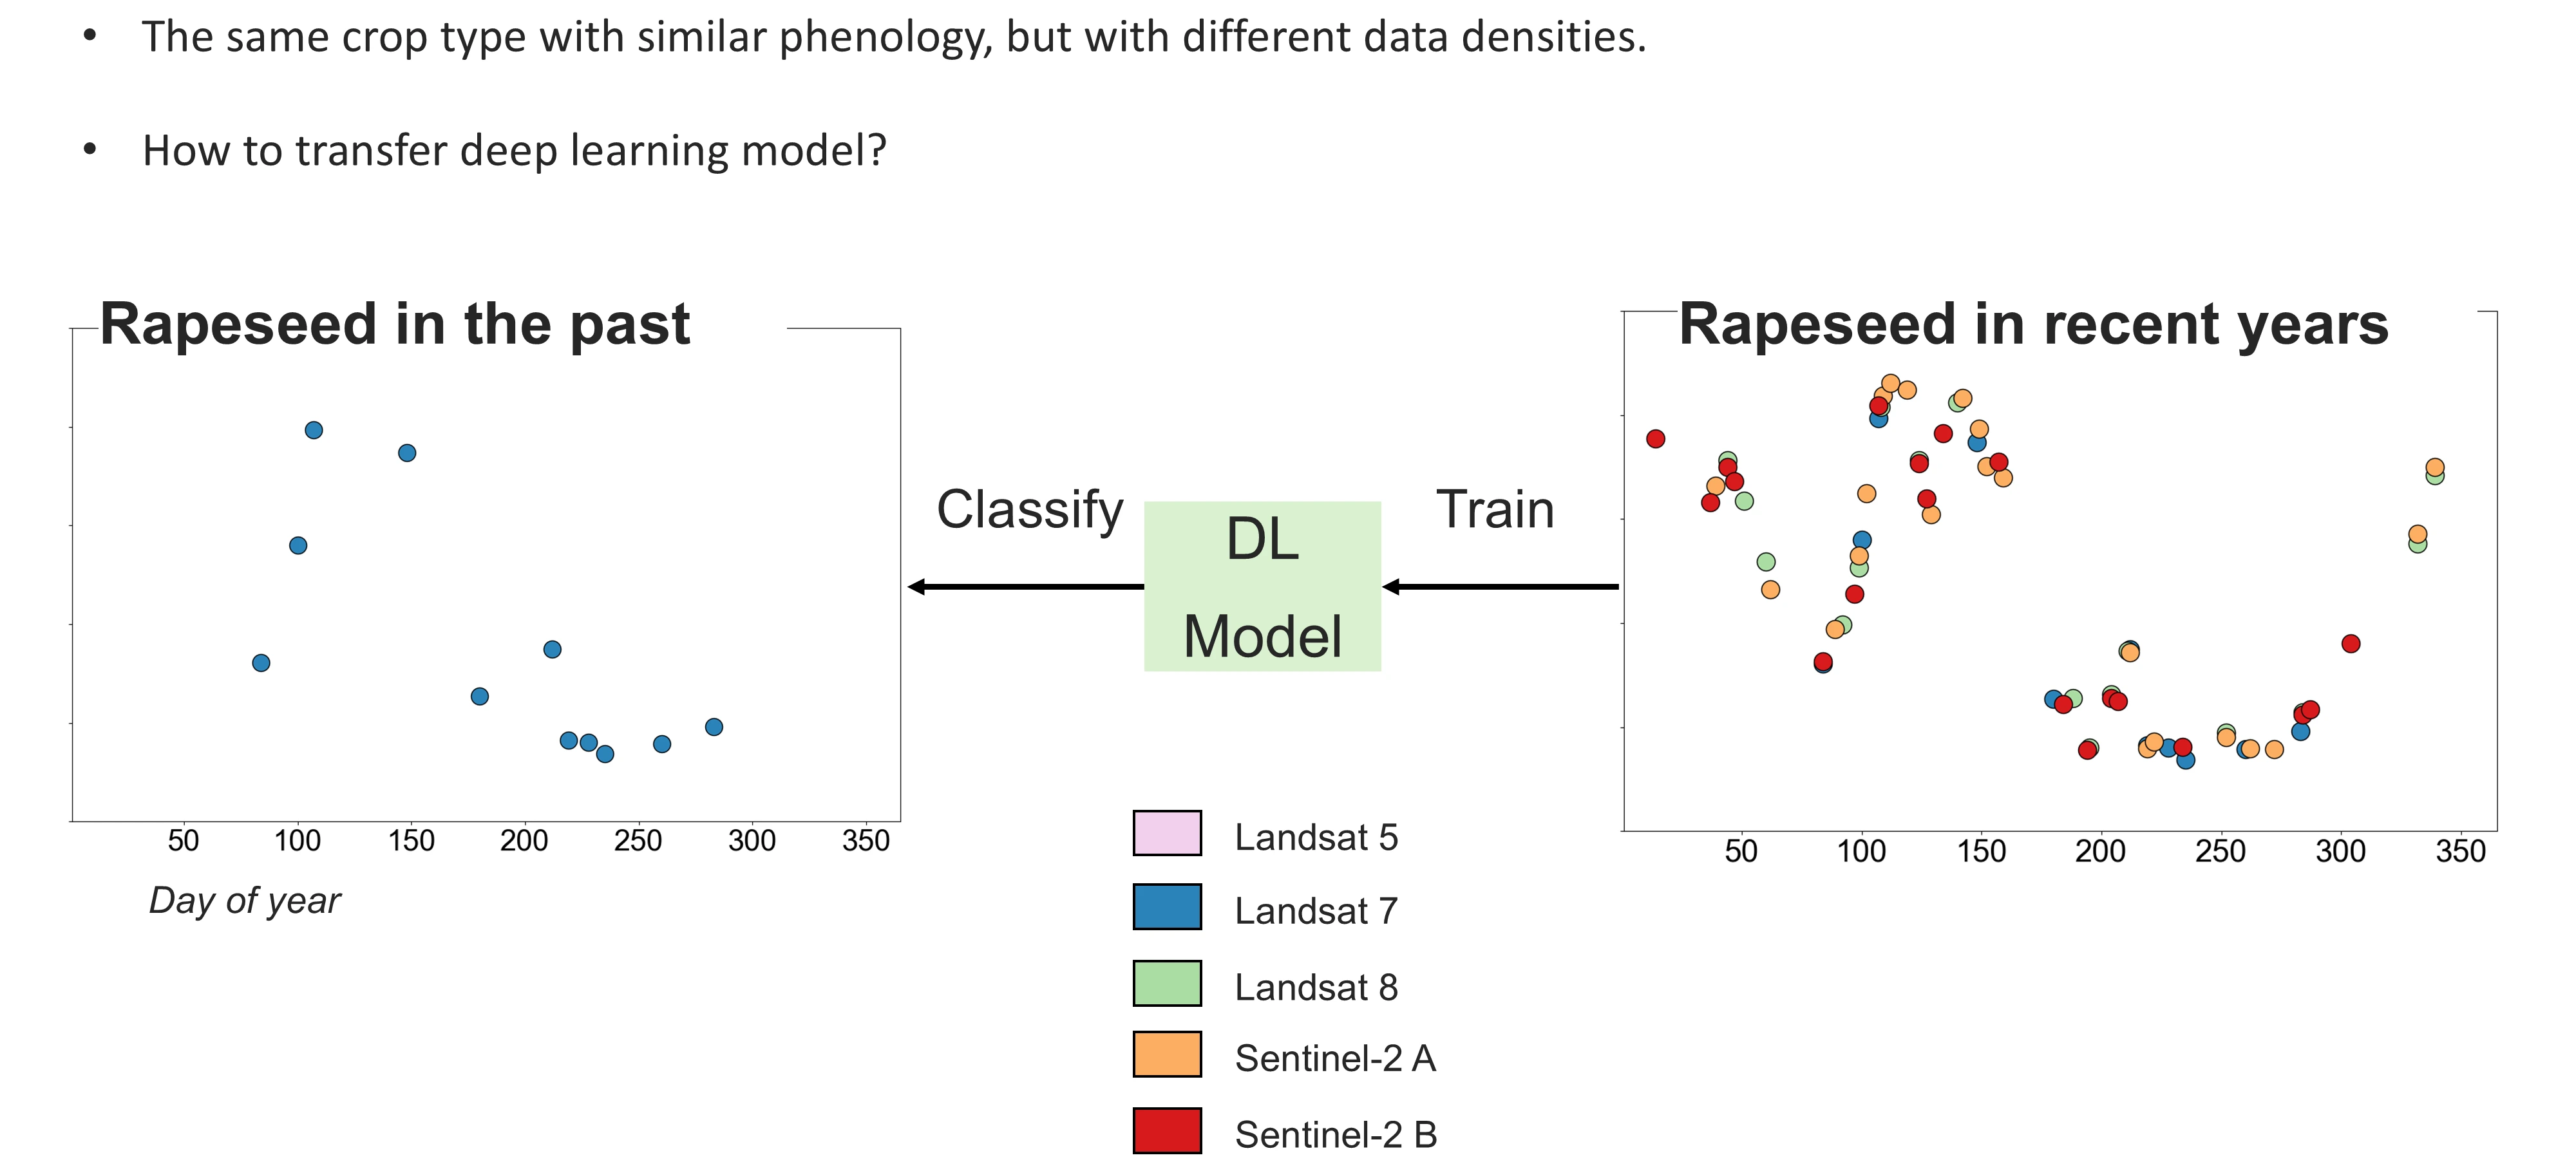 • The same crop type with similar phenology, but with different data densities.
• How to transfer deep learning model?
Rapeseed in the past
50 100 150 200 250 300 350
Day of year
Classify
DL
Model
Train
Rapeseed in recent years
50 100 150 200 250 300 350
Landsat 5
Landsat 7
Landsat 8
Sentinel-2 A
Sentinel-2 B